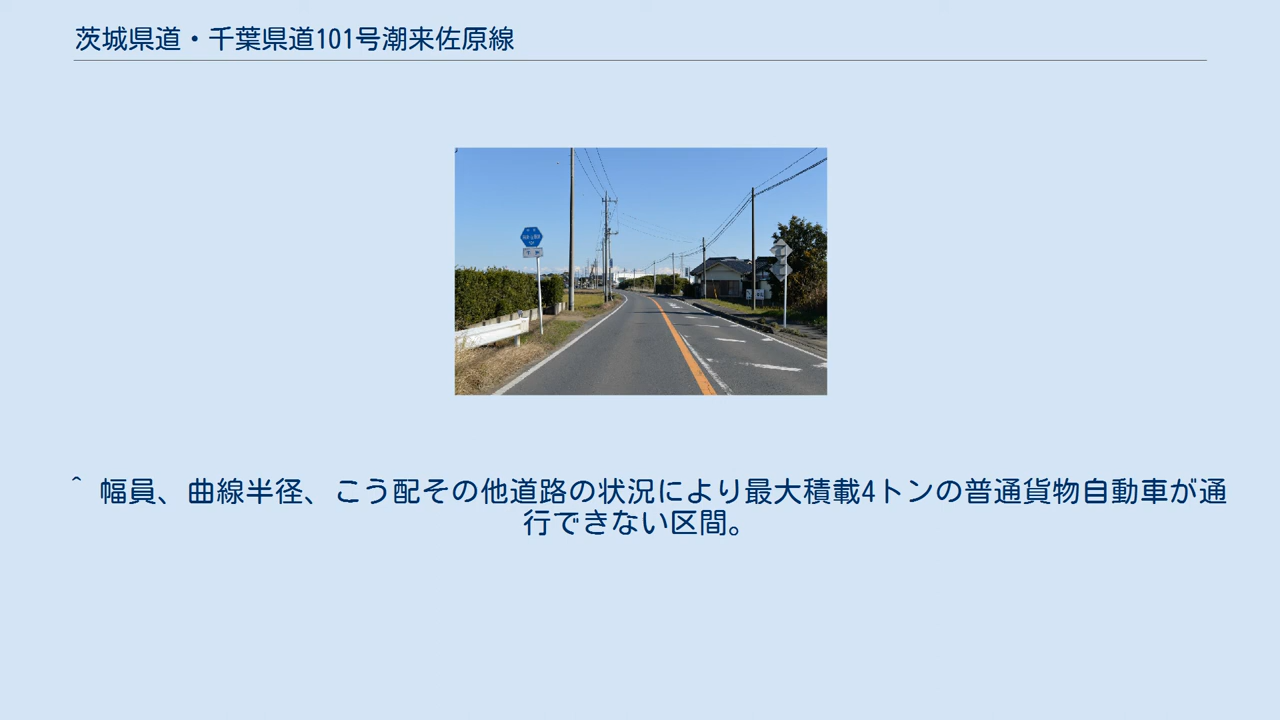 茨城県道・千葉県道101号潮来佐原線
^ 幅員、曲線半径、こう配その他道路の状況により最大積載4トンの普通貨物自動車が通
行できない区間。